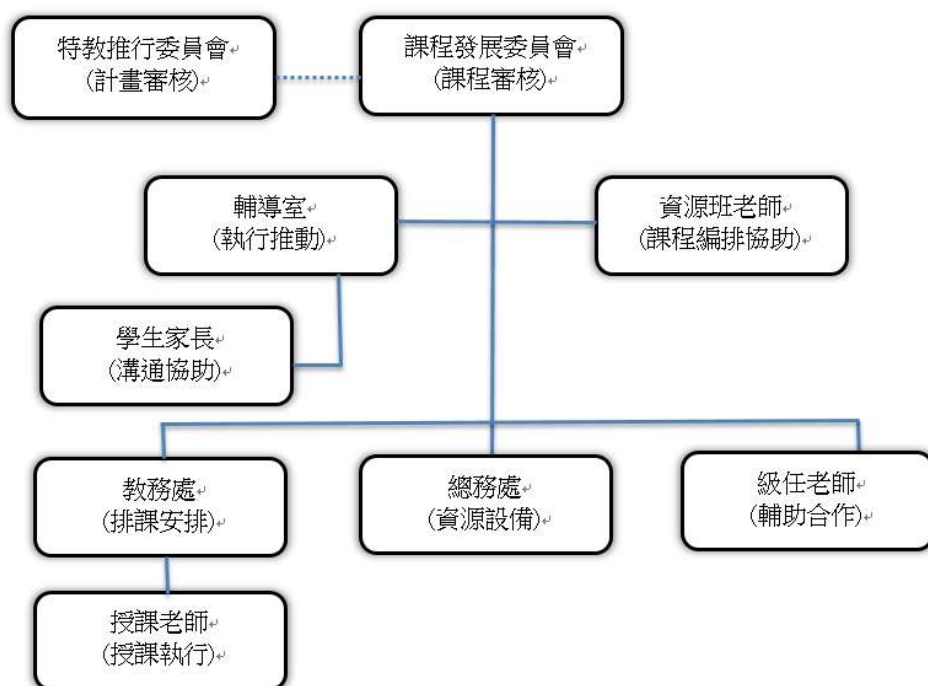 特教推行委員會
(計畫審核)
課程發展委員會
(課程審核)
輔導室
(執行推動)
資源班老師
(課程編排協助)
學生家長
(溝通協助)
教務處
(排課安排)
總務處
(資源設備)
級任老師
(輔助合作)
授課老師
(授課執行)